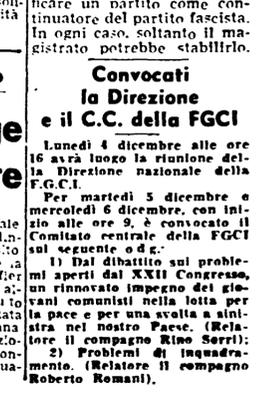 ficare un partito come con-
tinuatore del partito fascista.
In ogni caso, soltanto il ma-
gistrato potrebbe stabilirlo.
Convocati
la Direzione
e il C.C. della FGCI
Lunedì 4 dicembre alle ore
16 avrà luogo la riunione del-
la Direzione nazionale della
F.G.C.I.
Per martedì 5 dicembre e
mercoledì 6 dicembre, con ini-
zio alle ore 9, è convocato il
Comitato centrale della FGCI
sul seguente o.d.g.:
1) Dal dibattito sui proble-
mi aperti dal XXII Congresso,
un rinnovato impegno dei gio-
vani comunisti nella lotta per
la pace e per una svolta a sini-
stra nel nostro Paese. (Rela-
tore il compagno Rino Serri);
2) Problemi di inquadra-
mento. (Relatore il compagno
Roberto Romani).